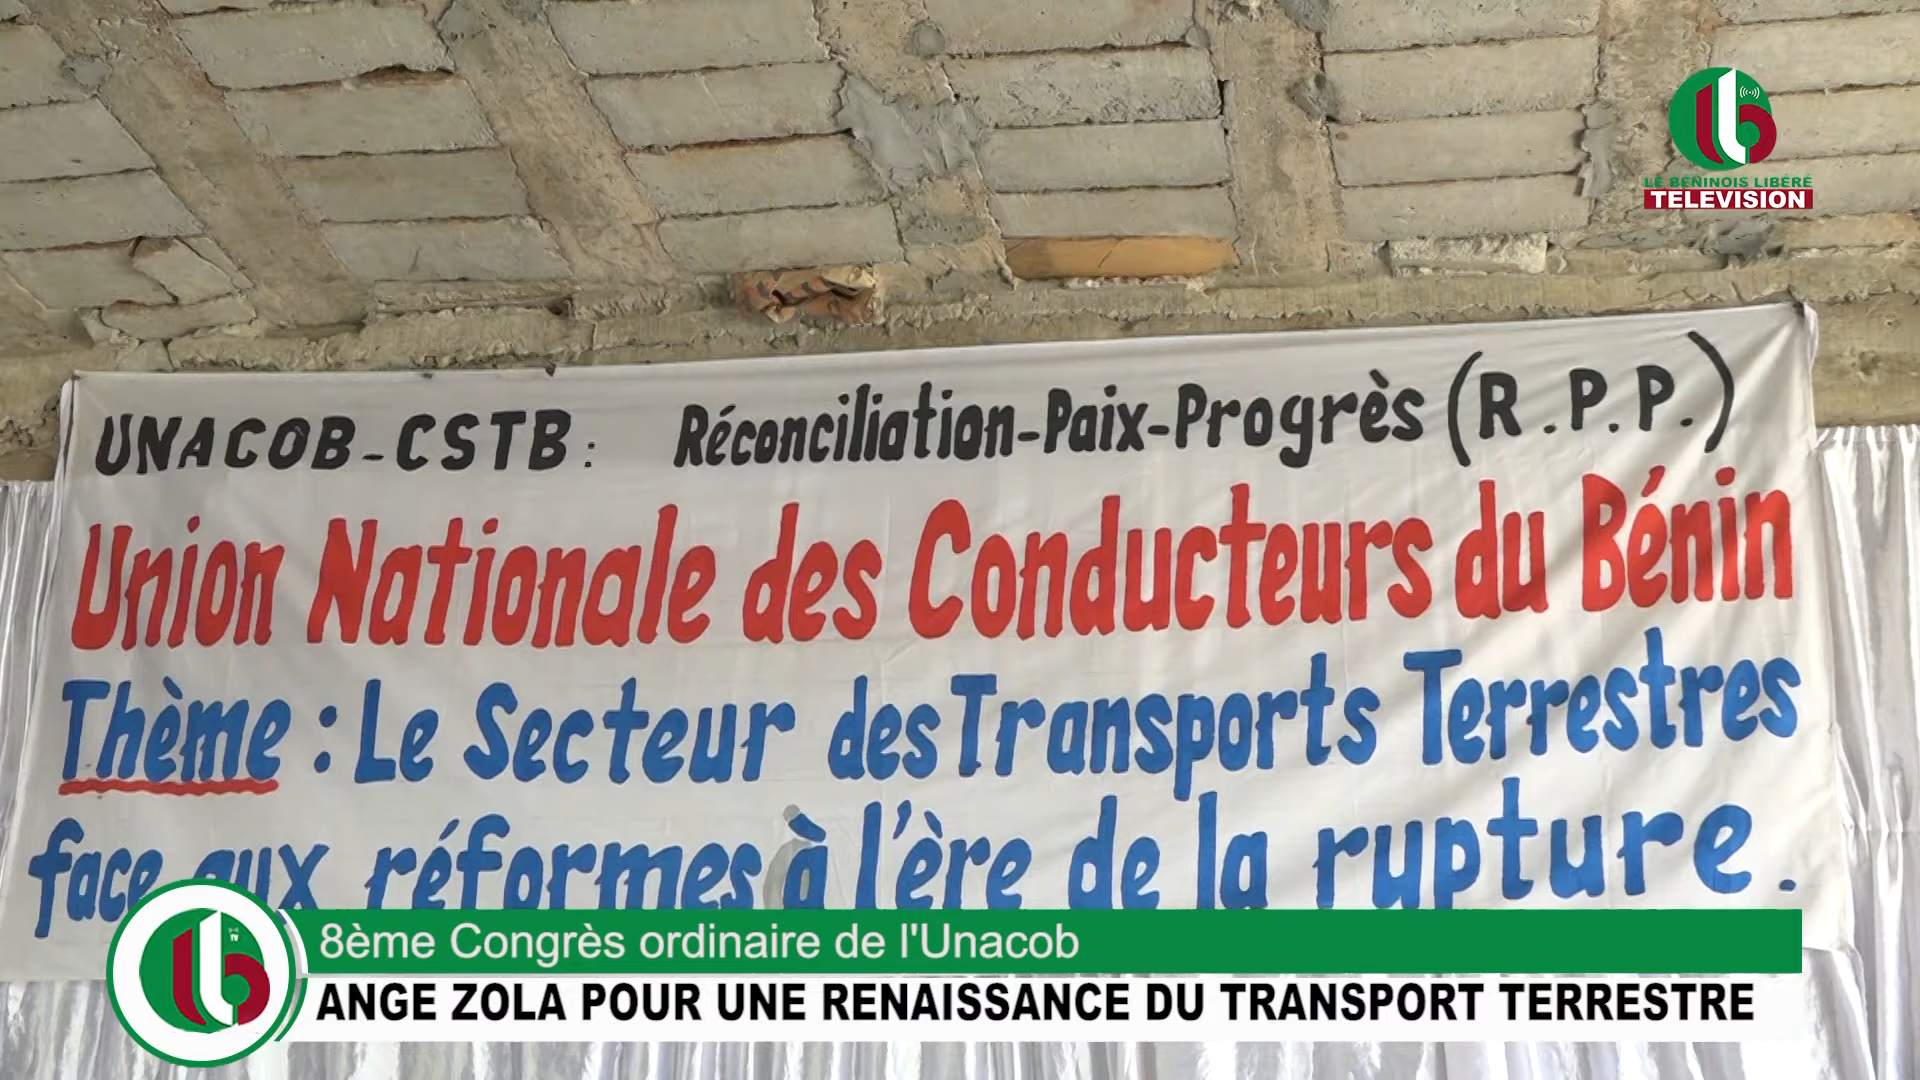 LE BÉNINOIS LIBÉRÉ
TELEVISION
UNACOB-CSTB: Réconciliation-Paix-Progrès (R.P.P.)
Union Nationale des Conducteurs du Bénin
Thème : Le Secteur des Transports Terrestres
face aux réformes à l'ère de la rupture.
8ème Congrès ordinaire de l'Unacob
ANGE ZOLA POUR UNE RENAISSANCE DU TRANSPORT TERRESTRE